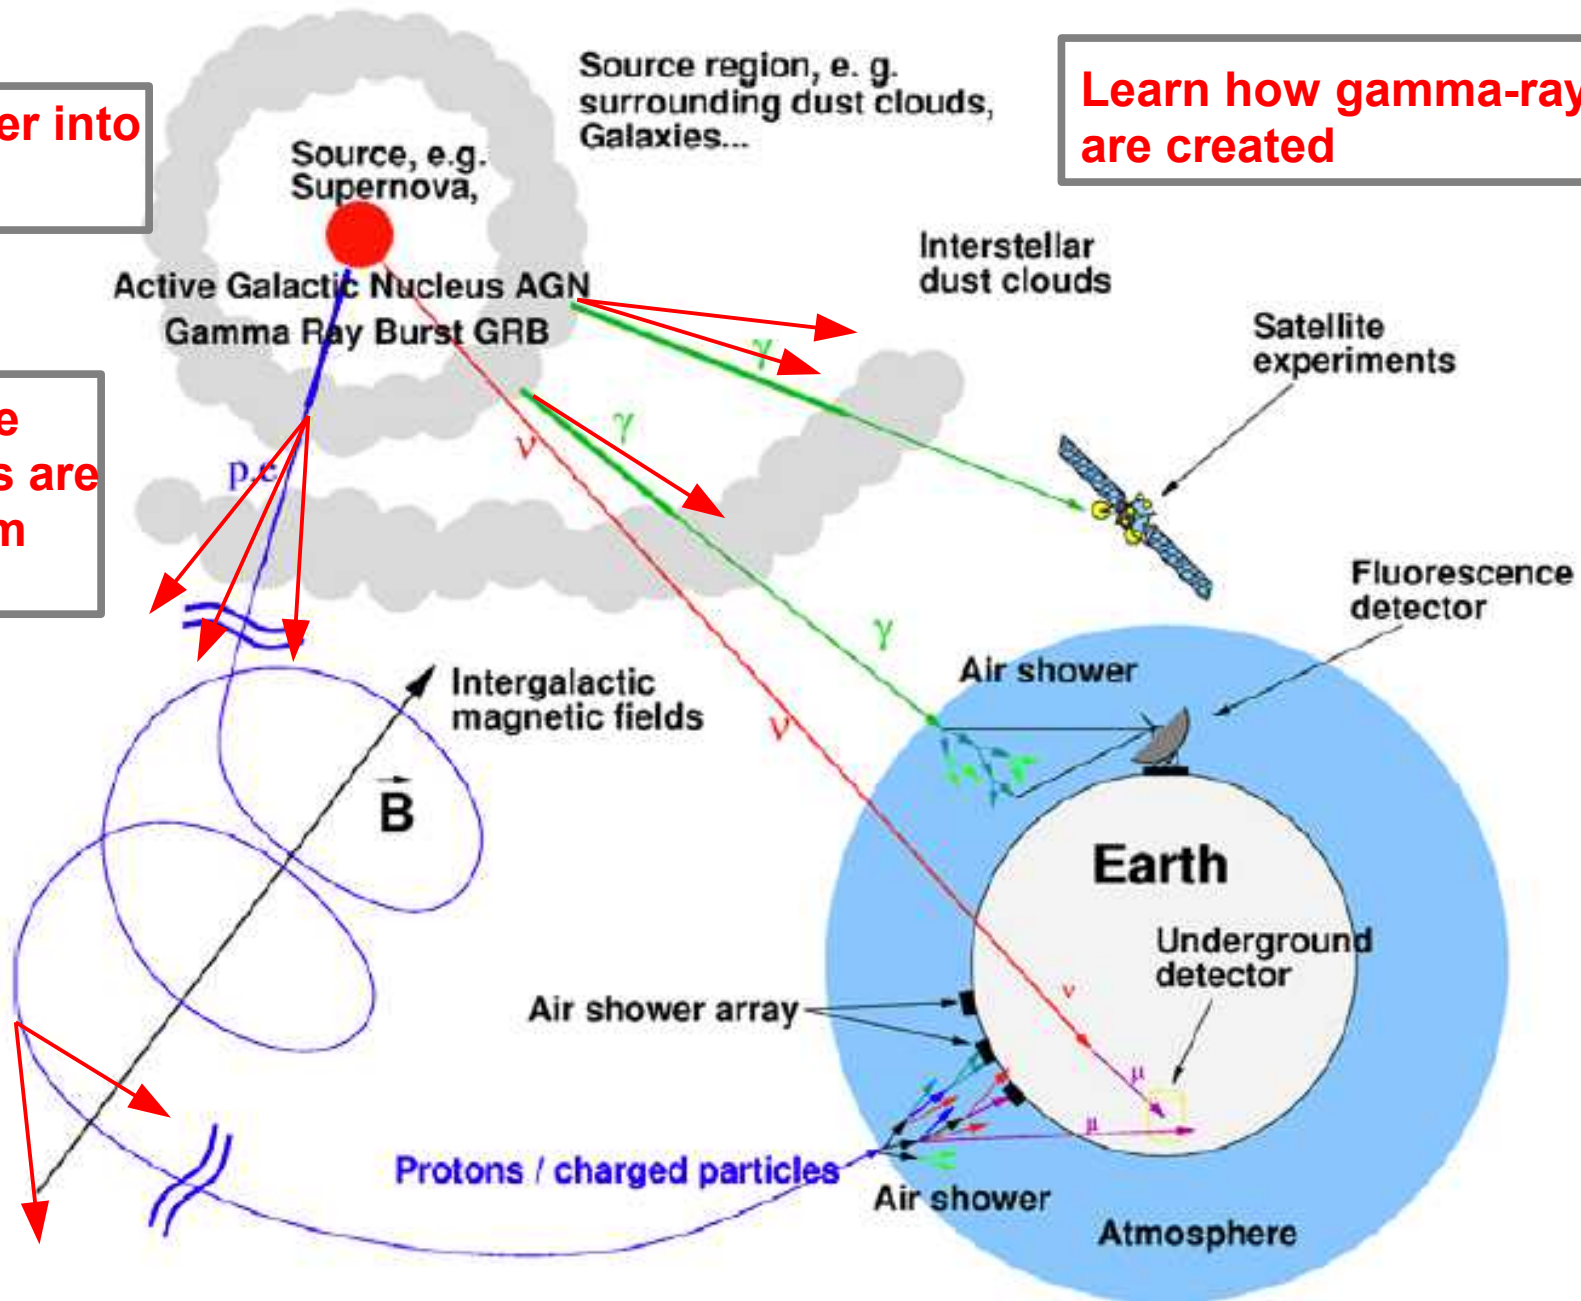 er into
Source region, e. g.
surrounding dust clouds,
Galaxies...
Learn how gamma-ray
are created
Source, e.g.
Supernova,
Active Galactic Nucleus AGN
Gamma Ray Burst GRB
Interstellar
dust clouds
Satellite
experiments
γ
γ
ν
e
s are
m
p.e
Fluorescence
detector
γ
Air shower
Intergalactic
magnetic fields
ν
B
Earth
Underground
detector
ν
Air shower array
μ
μ
Protons / charged particles
Air shower
Atmosphere